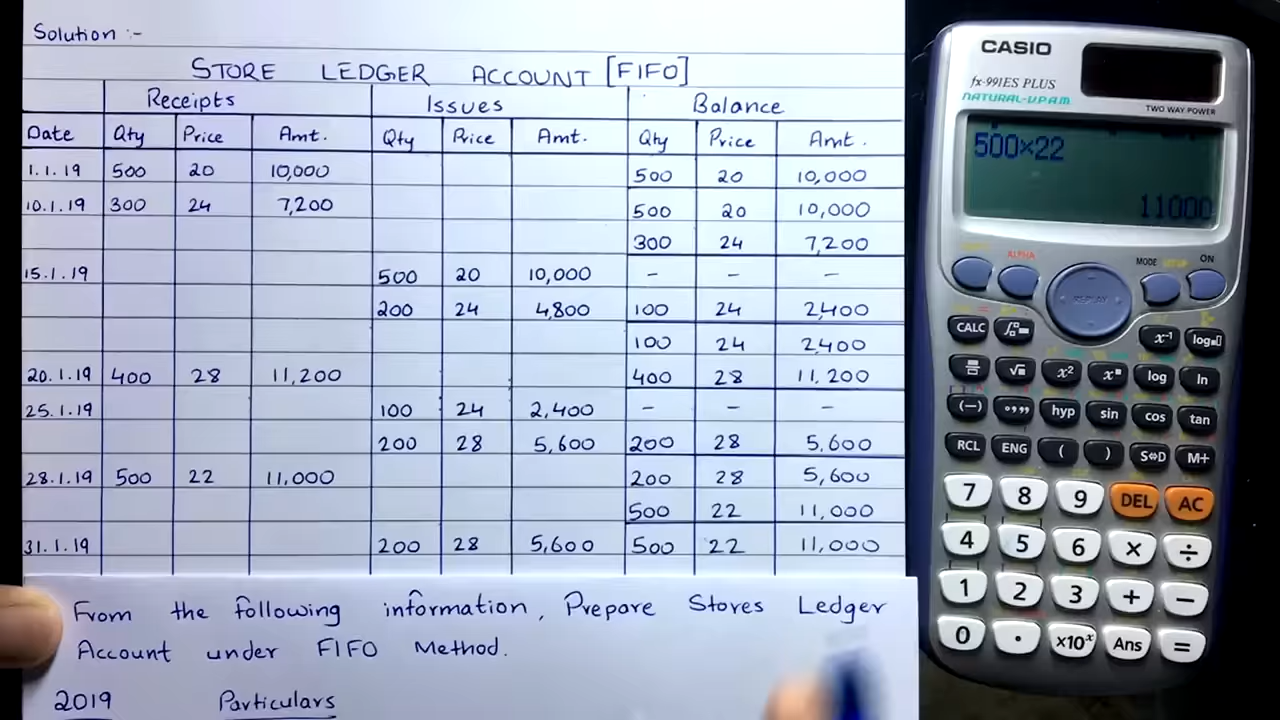 Solution :-
STORE LEDGER ACCOUNT [FIFO]
Receipts Issues Balance
Date Qty Price Amt. Qty Price Amt. Qty Price Amt.
1.1.19 500 20 10,000 500 20 10,000
10.1.19 300 24 7,200 500 20 10,000
300 24 7,200
15.1.19 500 20 10,000 - - -
200 24 4,800 100 24 2,400
100 24 2,400
20.1.19 400 28 11,200 400 28 11,200
25.1.19 100 24 2,400 - - -
200 28 5,600 200 28 5,600
28.1.19 500 22 11,000 200 28 5,600
500 22 11,000
31.1.19 200 28 5,600 500 22 11,000
From the following information, Prepare Stores Ledger
Account under FIFO Method.
2019 Particulars
CASIO
fx-991ES PLUS
NATURAL-V.P.A.M.
TWO WAY POWER
500×22
11000
ALPHA MODE SETUP ON
REPLAY
CALC x⁻¹ log
x² log ln
(−) hyp sin cos tan
RCL ENG ( ) S⇔D M+
7 8 9 DEL AC
4 5 6 × ÷
1 2 3 + −
0 . ×10ˣ Ans =